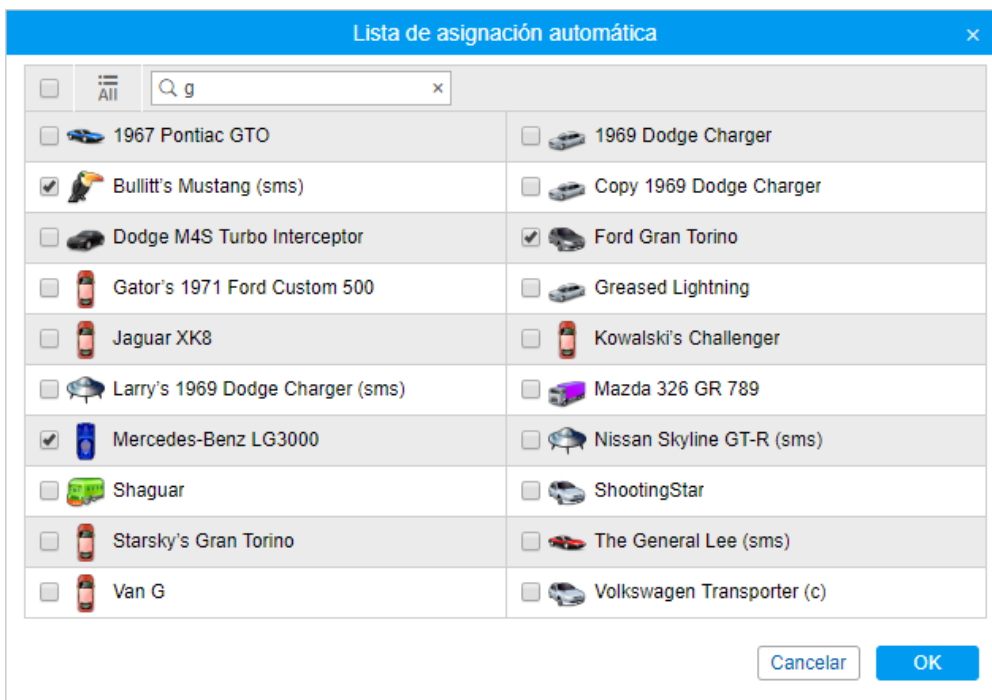 Lista de asignación automática ×
All g ×
1967 Pontiac GTO 1969 Dodge Charger
Bullitt's Mustang (sms) Copy 1969 Dodge Charger
Dodge M4S Turbo Interceptor Ford Gran Torino
Gator's 1971 Ford Custom 500 Greased Lightning
Jaguar XK8 Kowalski's Challenger
Larry's 1969 Dodge Charger (sms) Mazda 326 GR 789
Mercedes-Benz LG3000 Nissan Skyline GT-R (sms)
Shaguar ShootingStar
Starsky's Gran Torino The General Lee (sms)
Van G Volkswagen Transporter (c)
Cancelar OK